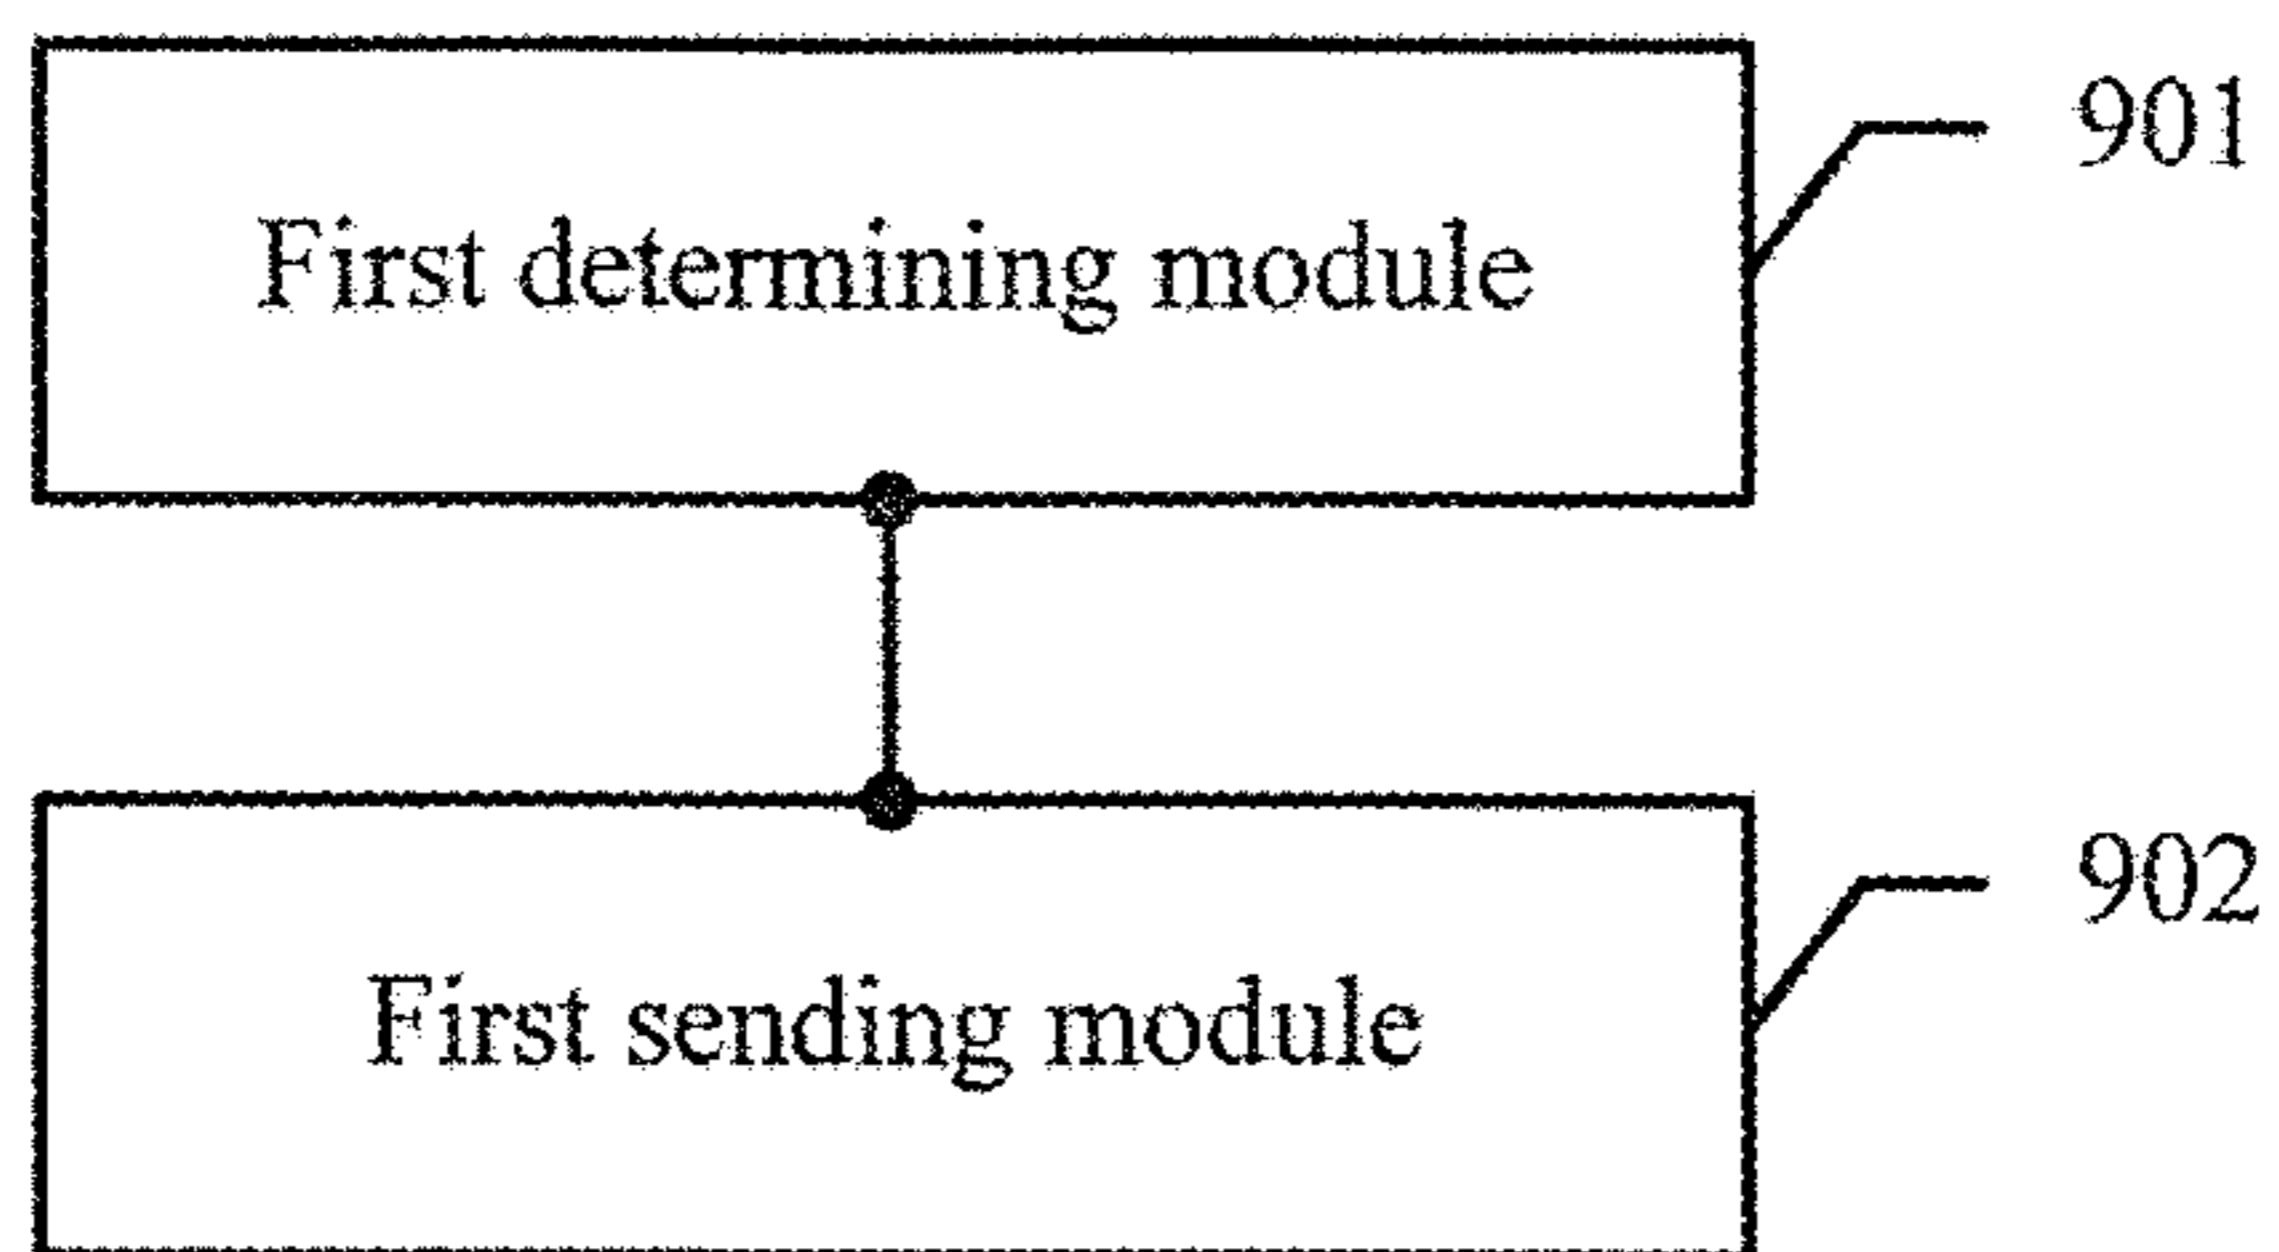 901
First determining module
902
First sending module